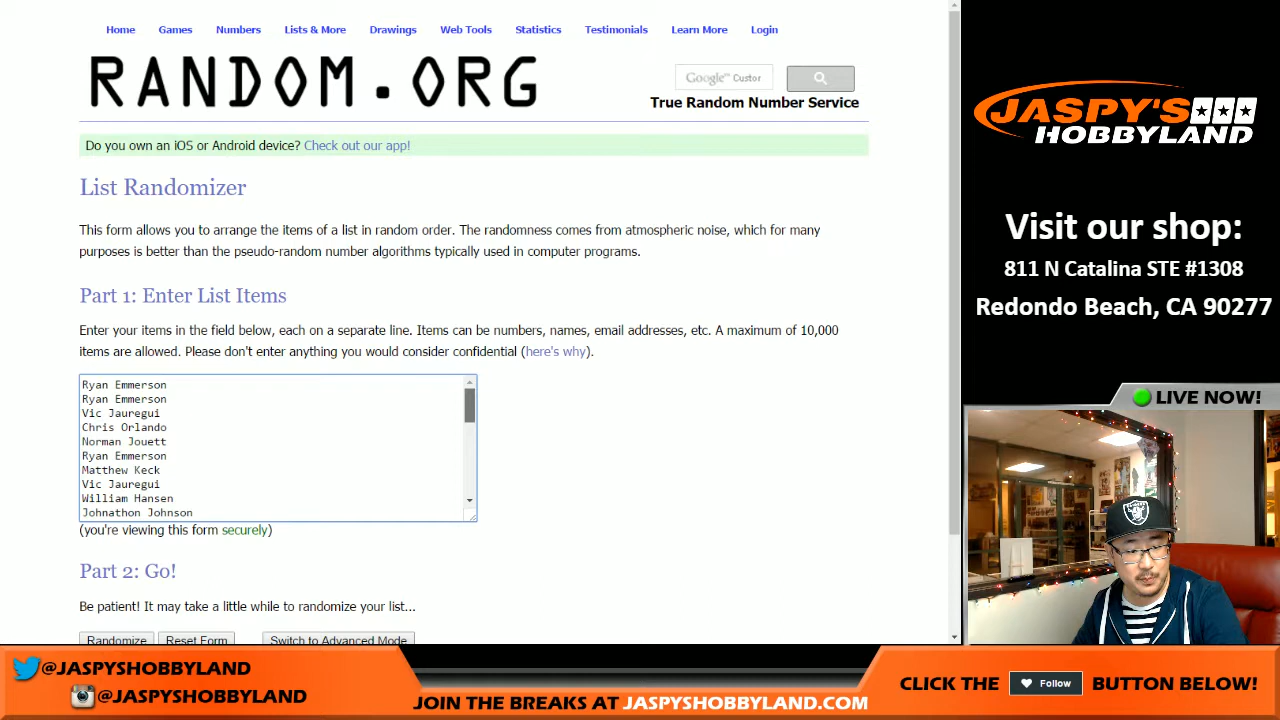 Home Games Numbers Lists & More Drawings Web Tools Statistics Testimonials Learn More Login
RANDOM.ORG
Google™ Custor
True Random Number Service
Do you own an iOS or Android device? Check out our app!
List Randomizer
This form allows you to arrange the items of a list in random order. The randomness comes from atmospheric noise, which for many
purposes is better than the pseudo-random number algorithms typically used in computer programs.
Part 1: Enter List Items
Enter your items in the field below, each on a separate line. Items can be numbers, names, email addresses, etc. A maximum of 10,000
items are allowed. Please don't enter anything you would consider confidential (here's why).
Ryan Emmerson
Ryan Emmerson
Vic Jauregui
Chris Orlando
Norman Jouett
Ryan Emmerson
Matthew Keck
Vic Jauregui
William Hansen
Johnathon Johnson
(you're viewing this form securely)
Part 2: Go!
Be patient! It may take a little while to randomize your list...
Randomize Reset Form Switch to Advanced Mode
JASPY'S
HOBBYLAND
Visit our shop:
811 N Catalina STE #1308
Redondo Beach, CA 90277
LIVE NOW!
@JASPYSHOBBYLAND
@JASPYSHOBBYLAND
JOIN THE BREAKS AT JASPYSHOBBYLAND.COM
CLICK THE Follow BUTTON BELOW!